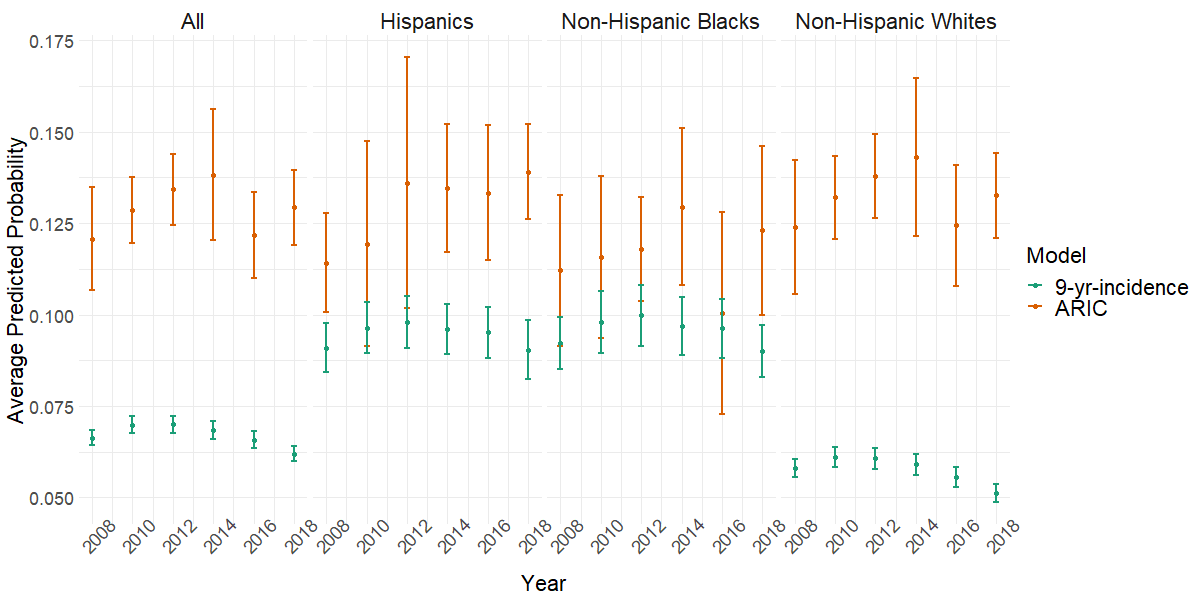 All Hispanics Non-Hispanic Blacks Non-Hispanic Whites
0.175
0.150
0.125
0.100
0.075
0.050
Average Predicted Probability
2008 2010 2012 2014 2016 2018 2008 2010 2012 2014 2016 2018 2008 2010 2012 2014 2016 2018 2008 2010 2012 2014 2016 2018
Year
Model
9-yr-incidence
ARIC